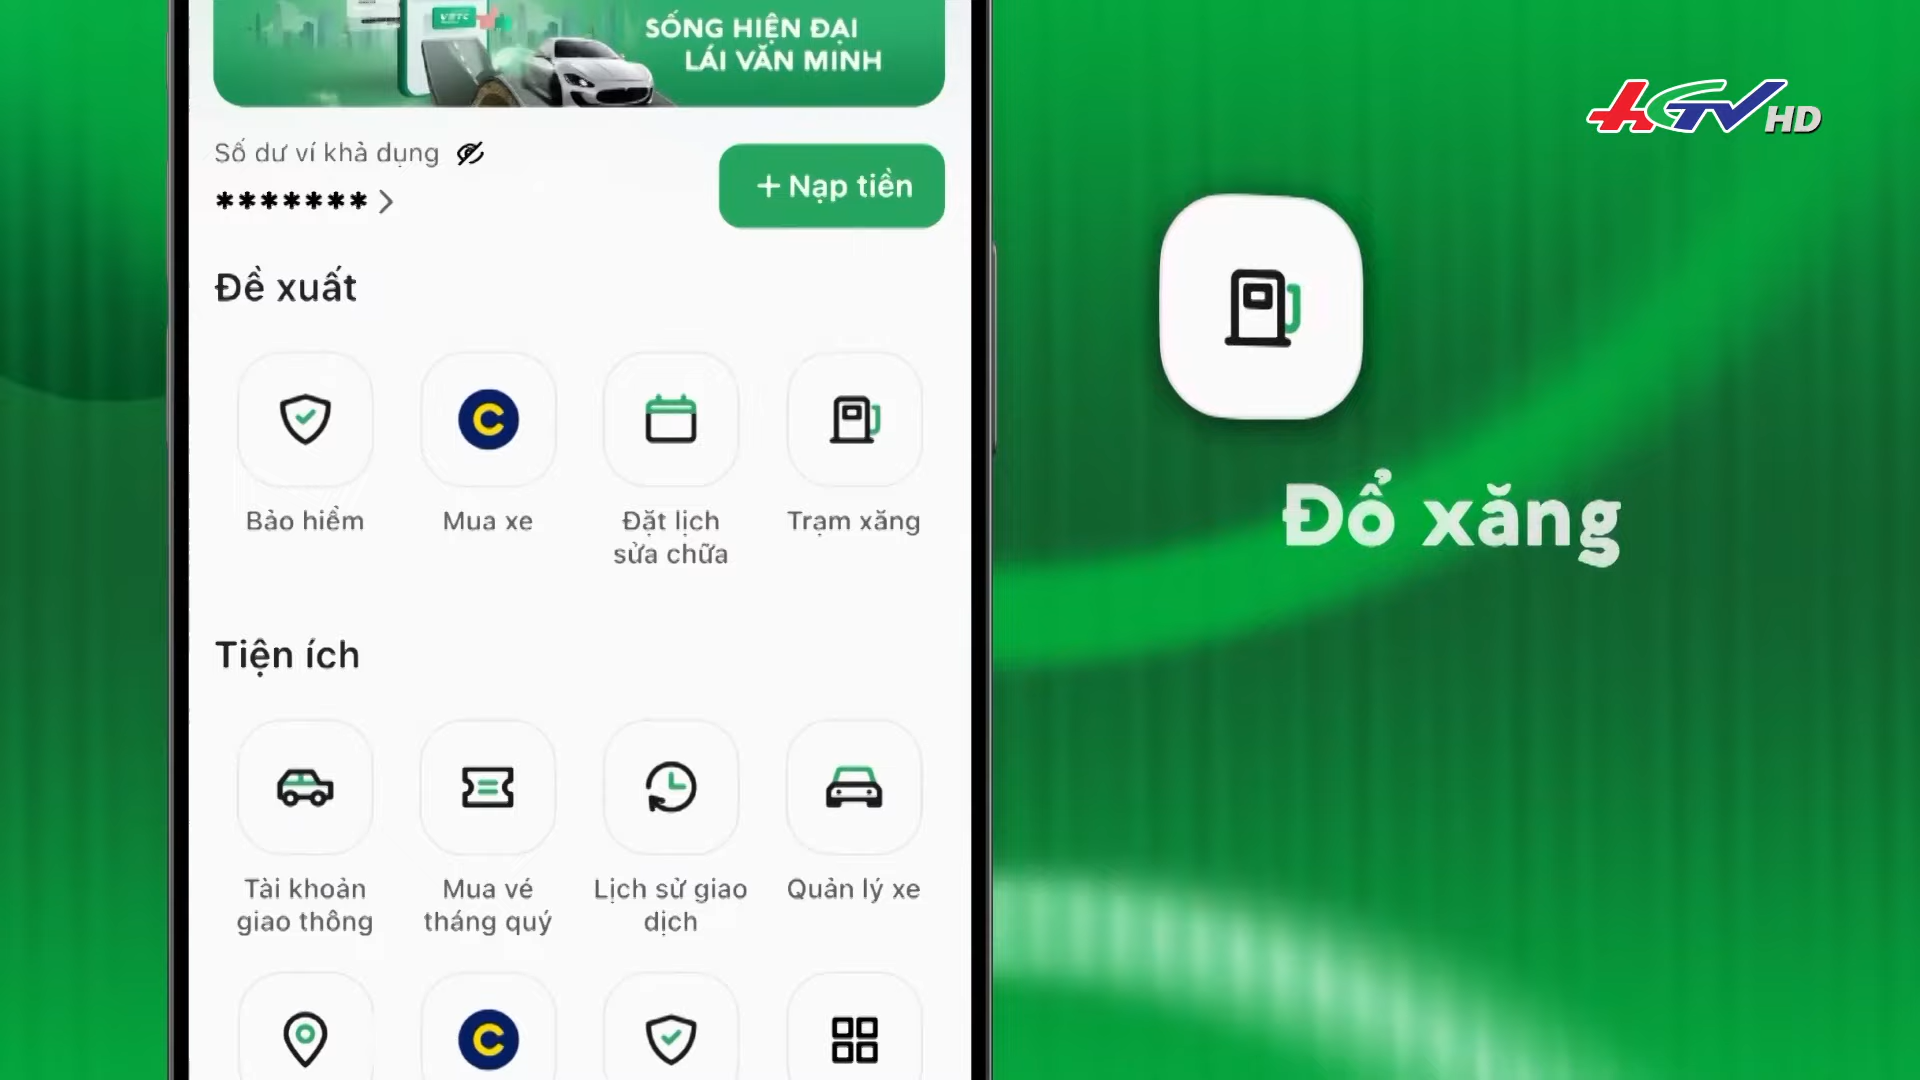 VETC
SỐNG HIỆN ĐẠI
LÁI VĂN MINH
Số dư ví khả dụng
*******
+ Nạp tiền
Đề xuất
Bảo hiểm
Mua xe
Đặt lịch
sửa chữa
Trạm xăng
Tiện ích
Tài khoản
giao thông
Mua vé
tháng quý
Lịch sử giao
dịch
Quản lý xe
HGTV HD
Đổ xăng